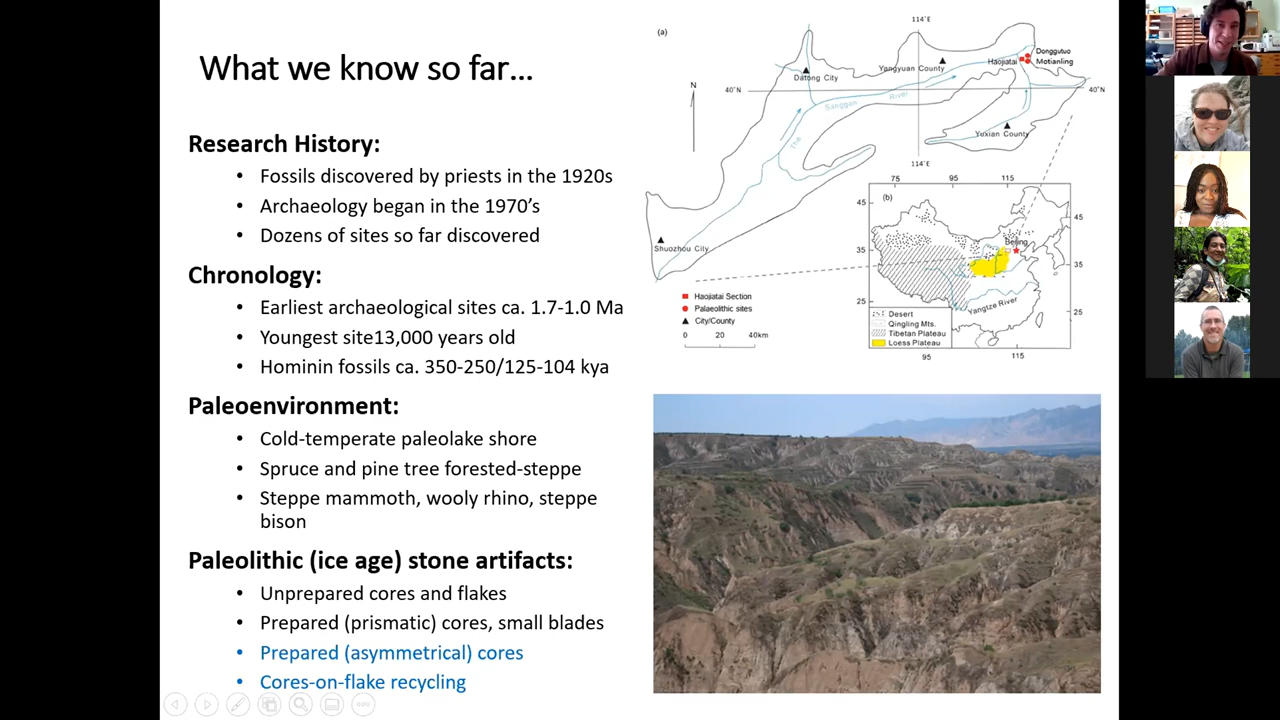 What we know so far...
Research History:
• Fossils discovered by priests in the 1920s
• Archaeology began in the 1970's
• Dozens of sites so far discovered
Chronology:
• Earliest archaeological sites ca. 1.7-1.0 Ma
• Youngest site13,000 years old
• Hominin fossils ca. 350-250/125-104 kya
Paleoenvironment:
• Cold-temperate paleolake shore
• Spruce and pine tree forested-steppe
• Steppe mammoth, wooly rhino, steppe
bison
Paleolithic (ice age) stone artifacts:
• Unprepared cores and flakes
• Prepared (prismatic) cores, small blades
• Prepared (asymmetrical) cores
• Cores-on-flake recycling
(a)
114°E
Donggutuo
Haojiatai
Motianling
Yangyuan County
Datong City
N
40°N
40°N
The Sanggan River
Yuxian County
114°E
Shuozhou City
Haojiatai Section
Palaeolithic sites
City/County
0 20 40km
75 95 115
(b)
45 45
Beijing
35 35
25 25
Yangtze River
Desert
Qingling Mts.
Tibetan Plateau
Loess Plateau
95 115